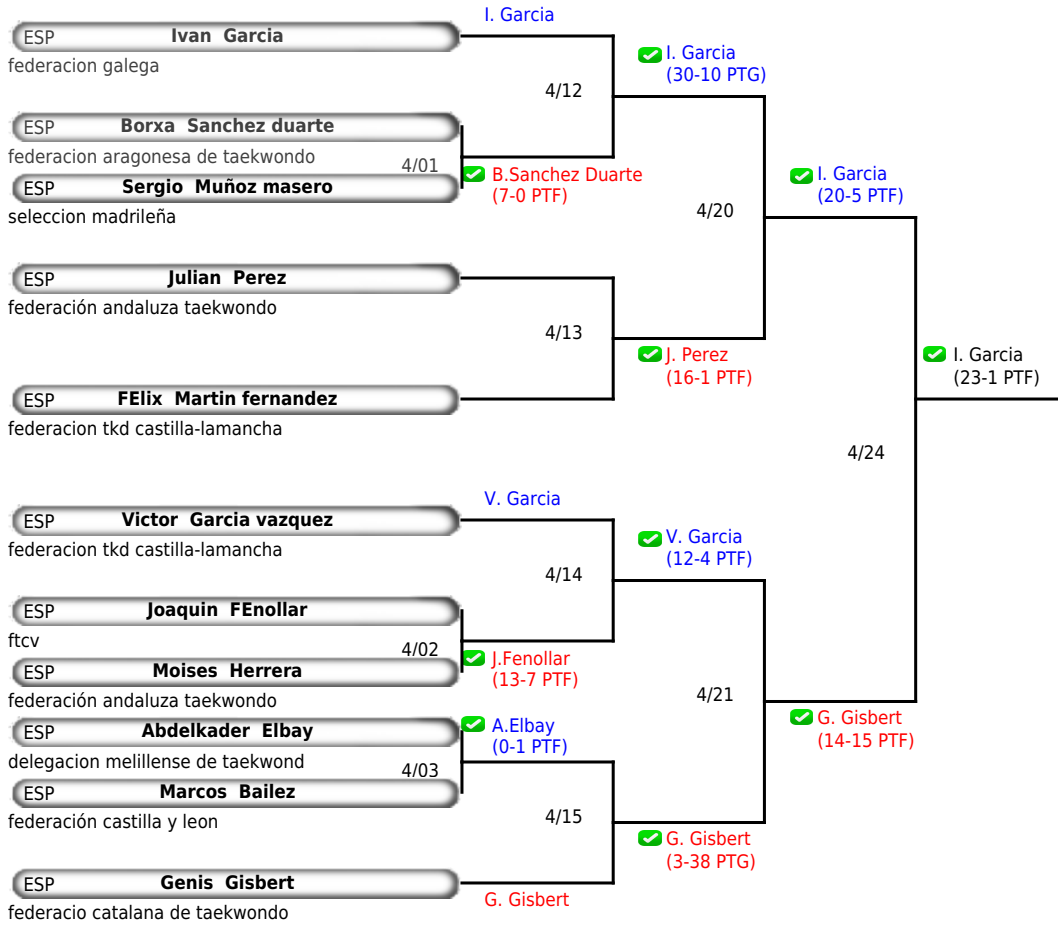 I. Garcia
ESP Ivan Garcia
federacion galega
4/12
I. Garcia
(30-10 PTG)
ESP Borxa Sanchez duarte
federacion aragonesa de taekwondo
4/01
B.Sanchez Duarte
(7-0 PTF)
ESP Sergio Muñoz masero
seleccion madrileña
4/20
I. Garcia
(20-5 PTF)
ESP Julian Perez
federación andaluza taekwondo
4/13
J. Perez
(16-1 PTF)
I. Garcia
(23-1 PTF)
ESP FElix Martin fernandez
federacion tkd castilla-lamancha
4/24
V. Garcia
ESP Victor Garcia vazquez
federacion tkd castilla-lamancha
4/14
V. Garcia
(12-4 PTF)
ESP Joaquin FEnollar
ftcv
4/02
J.Fenollar
(13-7 PTF)
ESP Moises Herrera
federación andaluza taekwondo
4/21
G. Gisbert
(14-15 PTF)
ESP Abdelkader Elbay
A.Elbay
(0-1 PTF)
delegacion melillense de taekwond
4/03
ESP Marcos Bailez
federación castilla y leon
4/15
G. Gisbert
(3-38 PTG)
ESP Genis Gisbert
G. Gisbert
federacio catalana de taekwondo